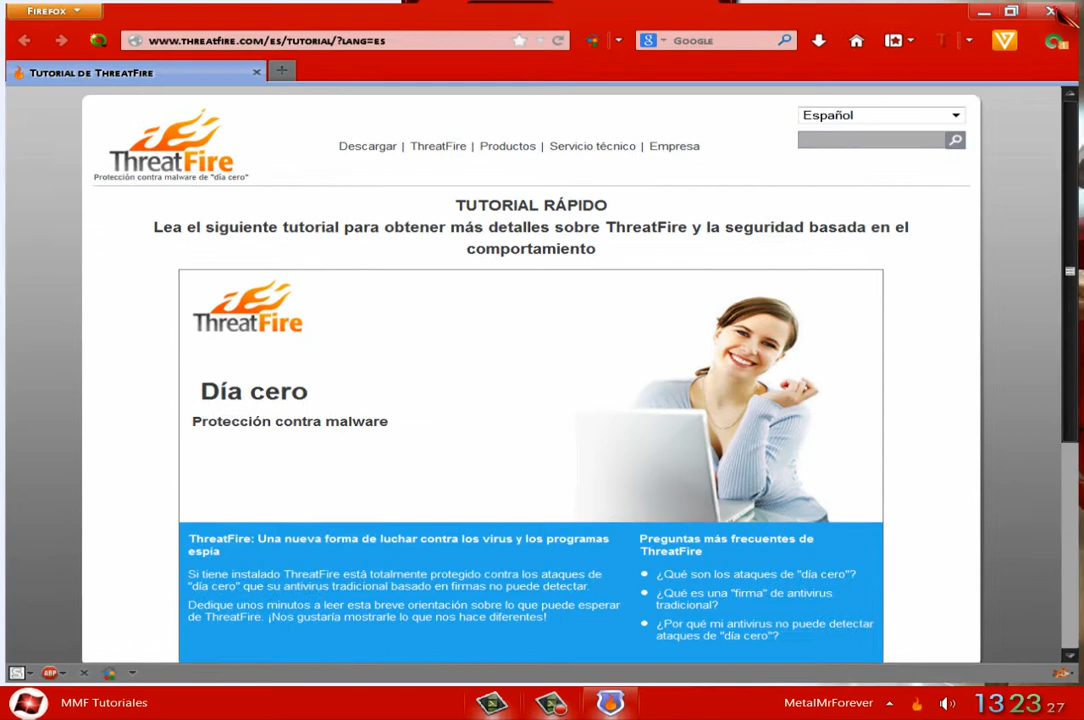 Firefox
www.threatfire.com/es/tutorial/?lang=es
Google
Tutorial de ThreatFire
Español
ThreatFire
Protección contra malware de "día cero"
Descargar | ThreatFire | Productos | Servicio técnico | Empresa
TUTORIAL RÁPIDO
Lea el siguiente tutorial para obtener más detalles sobre ThreatFire y la seguridad basada en el
comportamiento
ThreatFire
Día cero
Protección contra malware
ThreatFire: Una nueva forma de luchar contra los virus y los programas
espía
Si tiene instalado ThreatFire está totalmente protegido contra los ataques de
"día cero" que su antivirus tradicional basado en firmas no puede detectar.
Dedique unos minutos a leer esta breve orientación sobre lo que puede esperar
de ThreatFire. ¡Nos gustaría mostrarle lo que nos hace diferentes!
Preguntas más frecuentes de
ThreatFire
¿Qué son los ataques de "día cero"?
¿Qué es una "firma" de antivirus
tradicional?
¿Por qué mi antivirus no puede detectar
ataques de "día cero"?
ABP
MMF Tutoriales
MetalMrForever
13 23 27